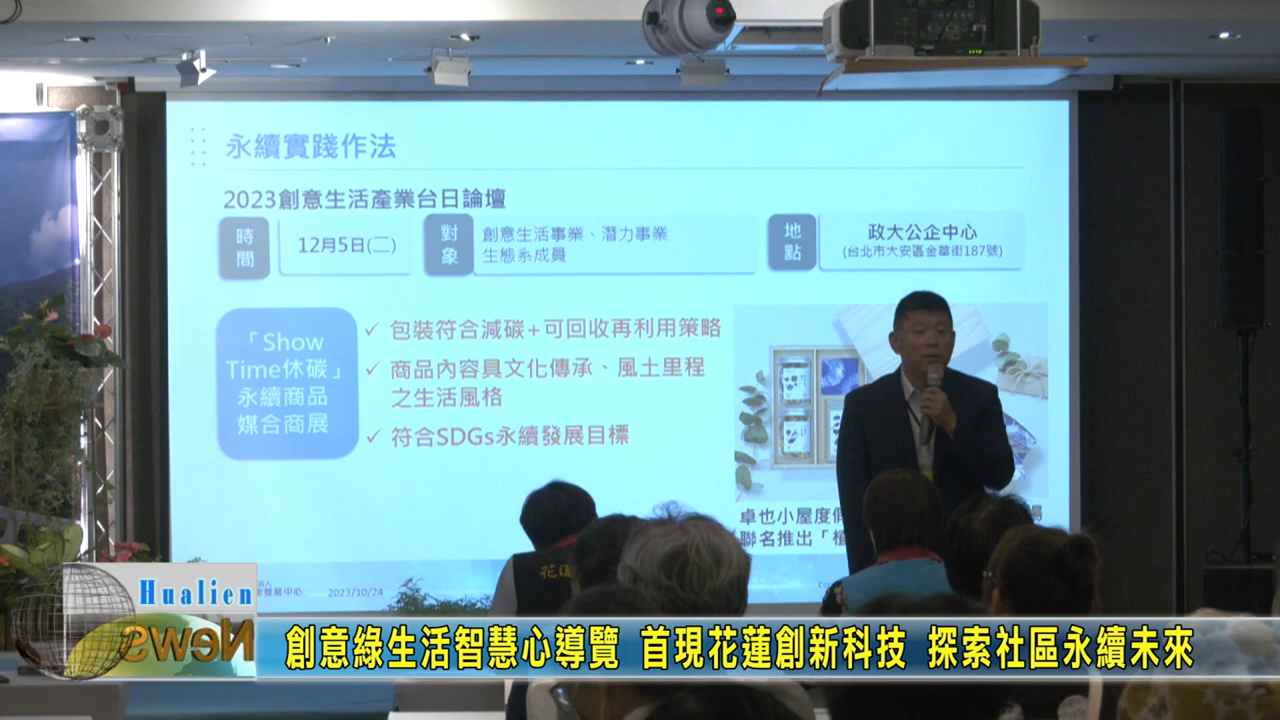 永續實踐作法
2023創意生活產業台日論壇
時間
12月5日(二)
對象
創意生活事業、潛力事業
生態系成員
地點
政大公企中心
(台北市大安區金華街187號)
「Show
Time休碳」
永續商品
媒合商展
✓ 包裝符合減碳+可回收再利用策略
✓ 商品內容具文化傳承、風土里程
之生活風格
✓ 符合SDGs永續發展目標
卓也小屋度
聯名推出「植
發展中心
2023/10/24
花蓮
Hualien
News
創意綠生活智慧心導覽 首現花蓮創新科技 探索社區永續未來